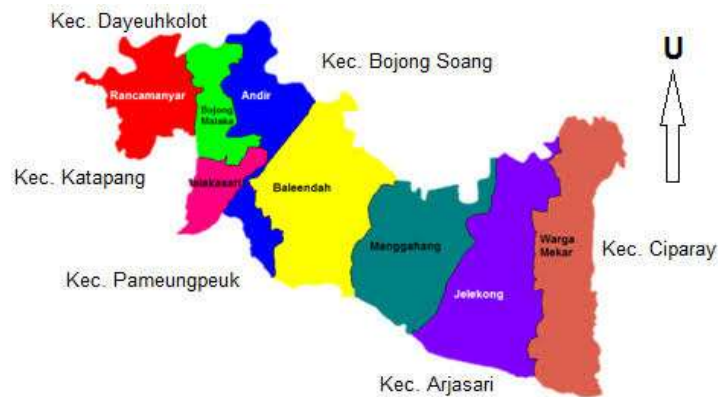 Kec. Dayeuhkolot
U
Kec. Bojong Soang
Rancamanyar
Andir
Bojong
Malaka
Kec. Katapang
Malakasari
Baleendah
Manggahang
Warga
Mekar
Kec. Ciparay
Kec. Pameungpeuk
Jelekong
Kec. Arjasari